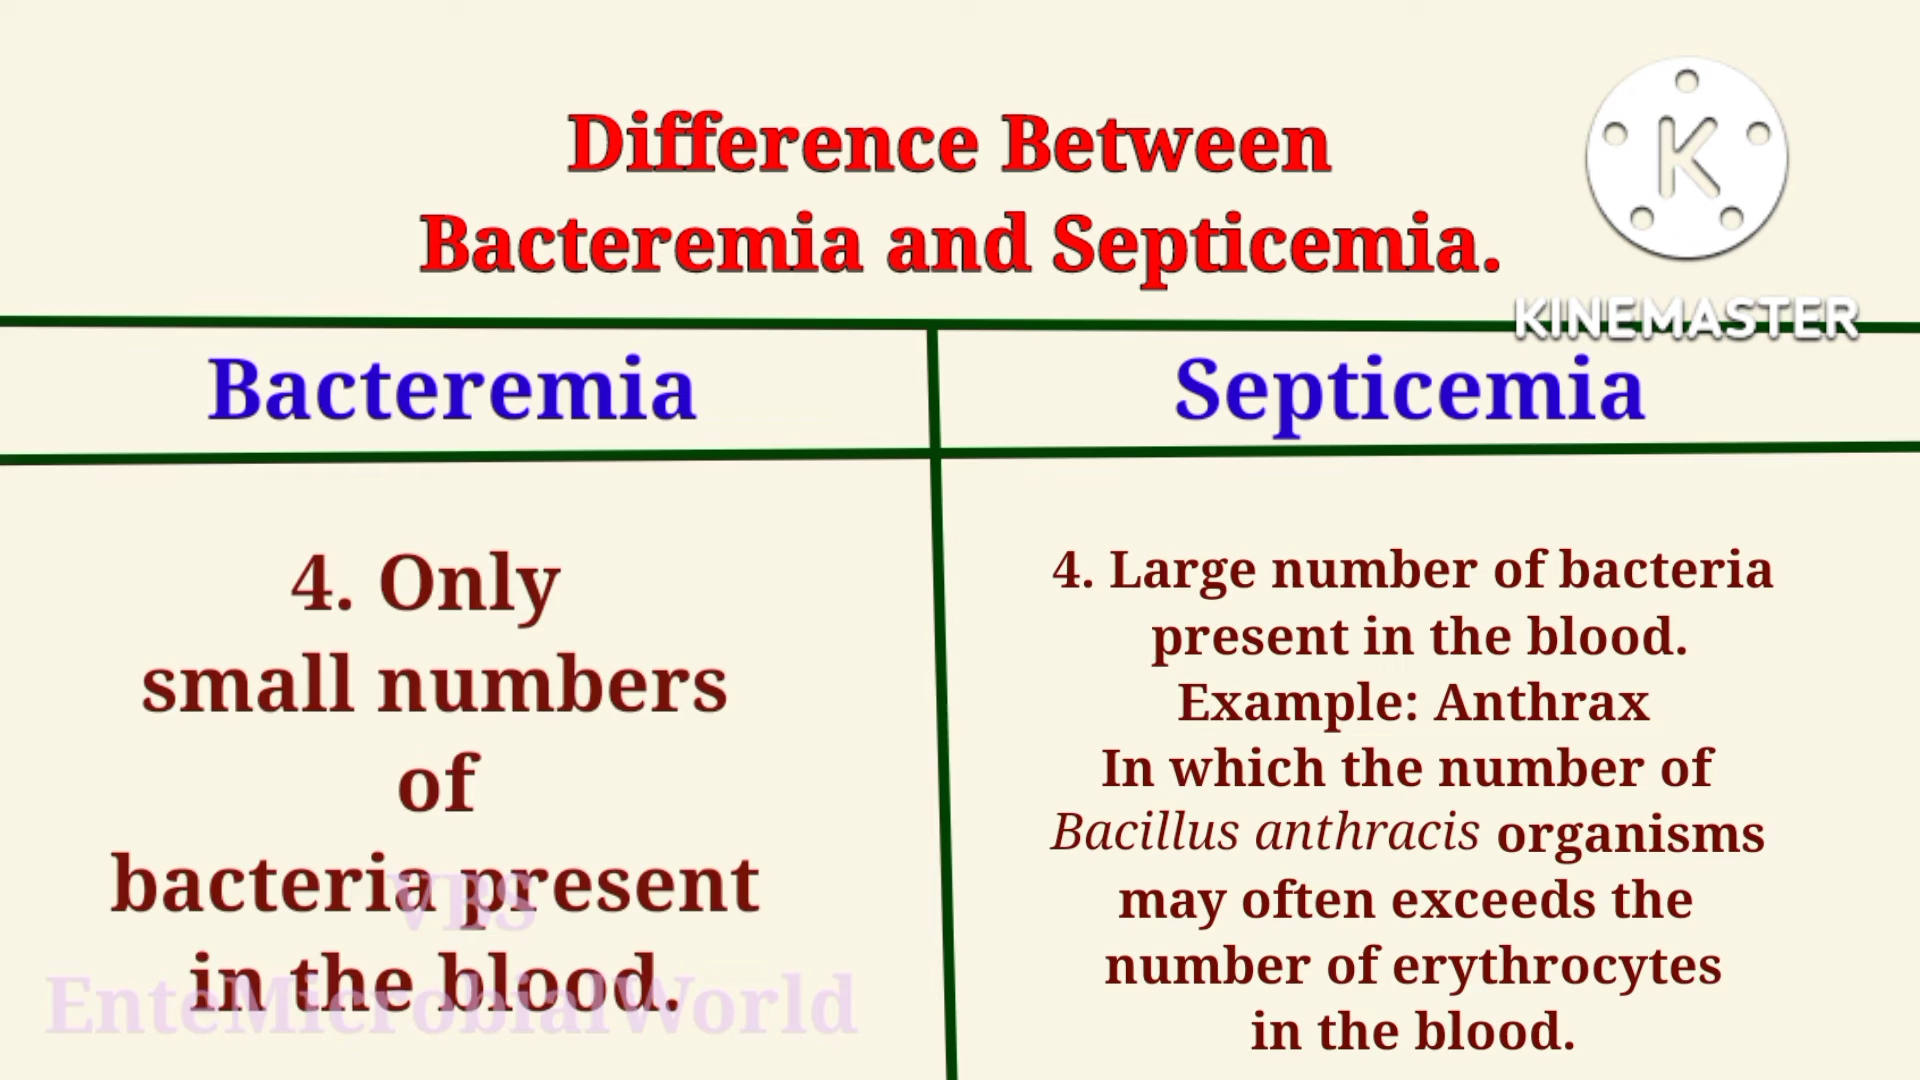 Difference Between
Bacteremia and Septicemia.
K
KINEMASTER
Bacteremia
Septicemia
4. Only
small numbers
of
bacteria present
in the blood.
VBS
EnteMicrobialWorld
4. Large number of bacteria
present in the blood.
Example: Anthrax
In which the number of
Bacillus anthracis organisms
may often exceeds the
number of erythrocytes
in the blood.